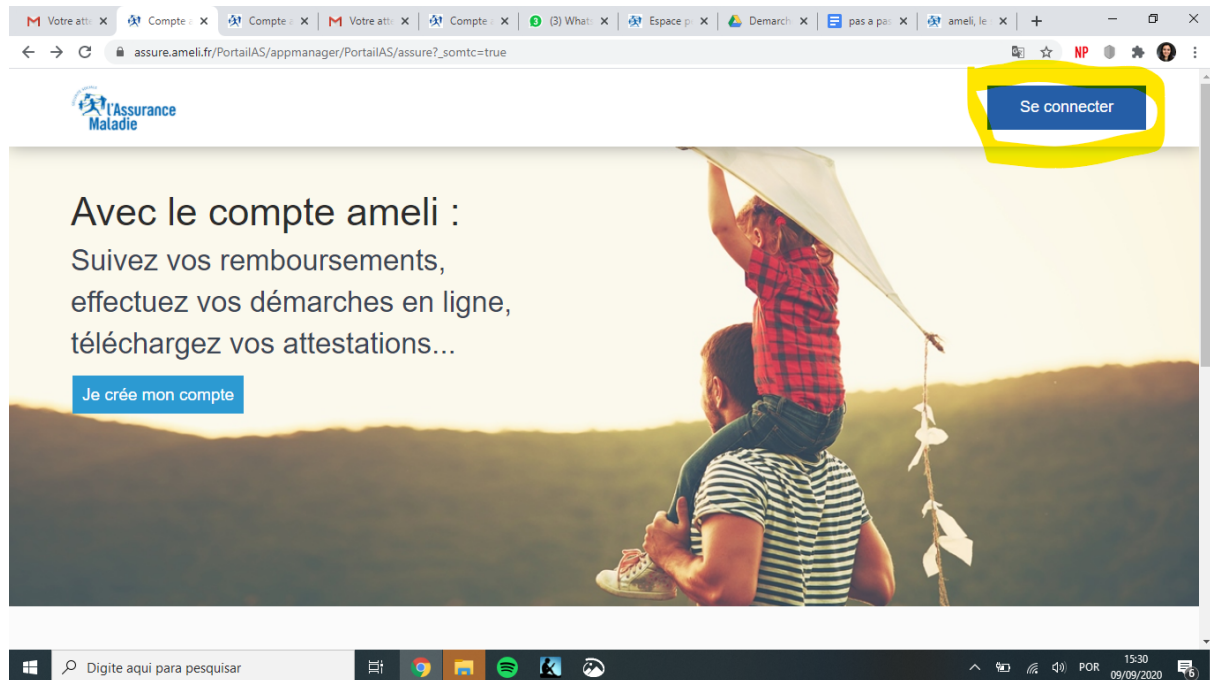 Votre atte
Compte a
Compte a
Votre atte
Compte a
(3) Whats
Espace pe
Demarch
pas a pas
ameli, le
assure.ameli.fr/PortailAS/appmanager/PortailAS/assure?_somtc=true
NP
l'Assurance
Maladie
Se connecter
Avec le compte ameli :
Suivez vos remboursements,
effectuez vos démarches en ligne,
téléchargez vos attestations...
Je crée mon compte
Digite aqui para pesquisar
POR
15:30
09/09/2020
6